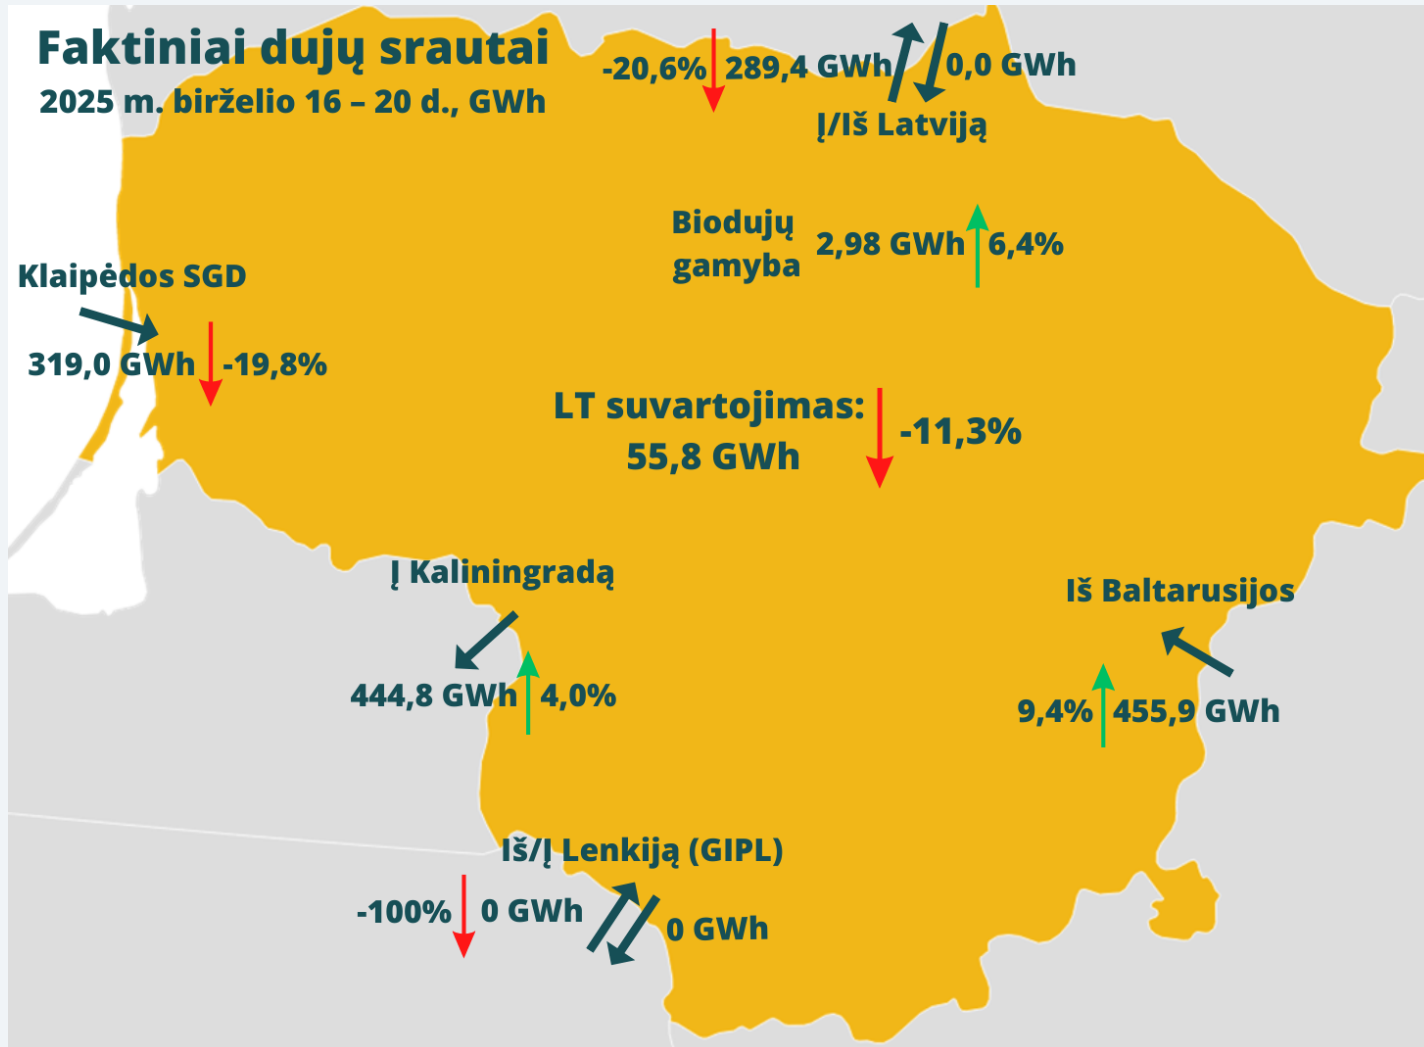 Faktiniai dujų srautai
2025 m. birželio 16 – 20 d., GWh
-20,6% 289,4 GWh 0,0 GWh
Į/Iš Latviją
Biodujų
gamyba
2,98 GWh 6,4%
Klaipėdos SGD
319,0 GWh -19,8%
LT suvartojimas:
55,8 GWh
-11,3%
Į Kaliningradą
444,8 GWh 4,0%
Iš Baltarusijos
9,4% 455,9 GWh
Iš/Į Lenkiją (GIPL)
-100% 0 GWh
0 GWh